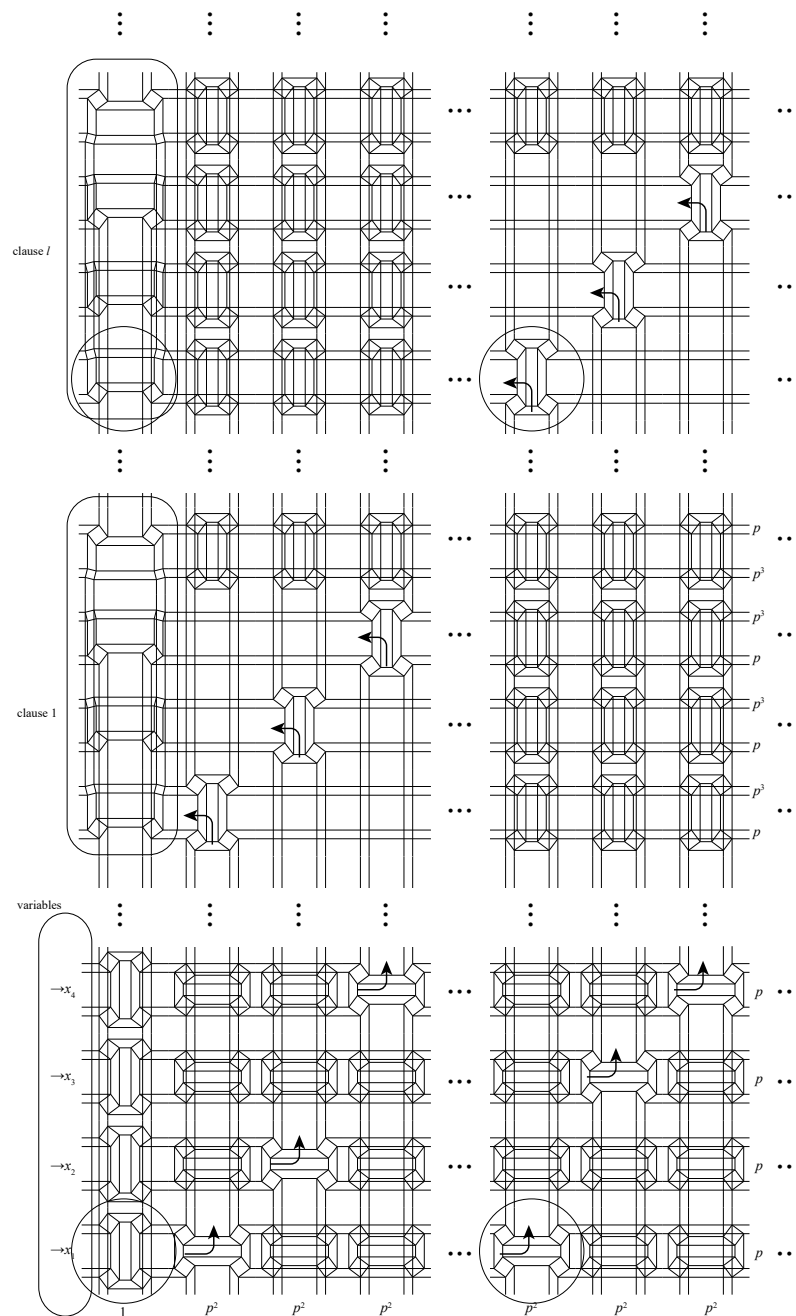 clause l
p
p³
p³
p
clause 1
p³
p
p³
p
variables
→x₄
p
→x₃
p
→x₂
p
→x₁
p
1
p²
p²
p²
p²
p²
p²